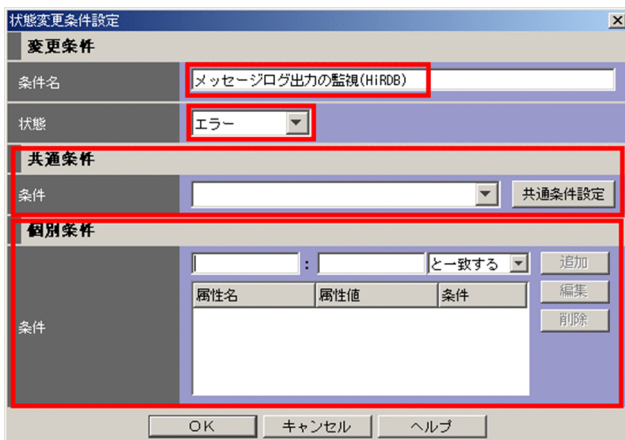 状態変更条件設定
変更条件
条件名 メッセージログ出力の監視(HiRDB)
状態 エラー
共通条件
条件 共通条件設定
個別条件
: と一致する 追加
属性名 属性値 条件 編集
削除
条件
OK キャンセル ヘルプ